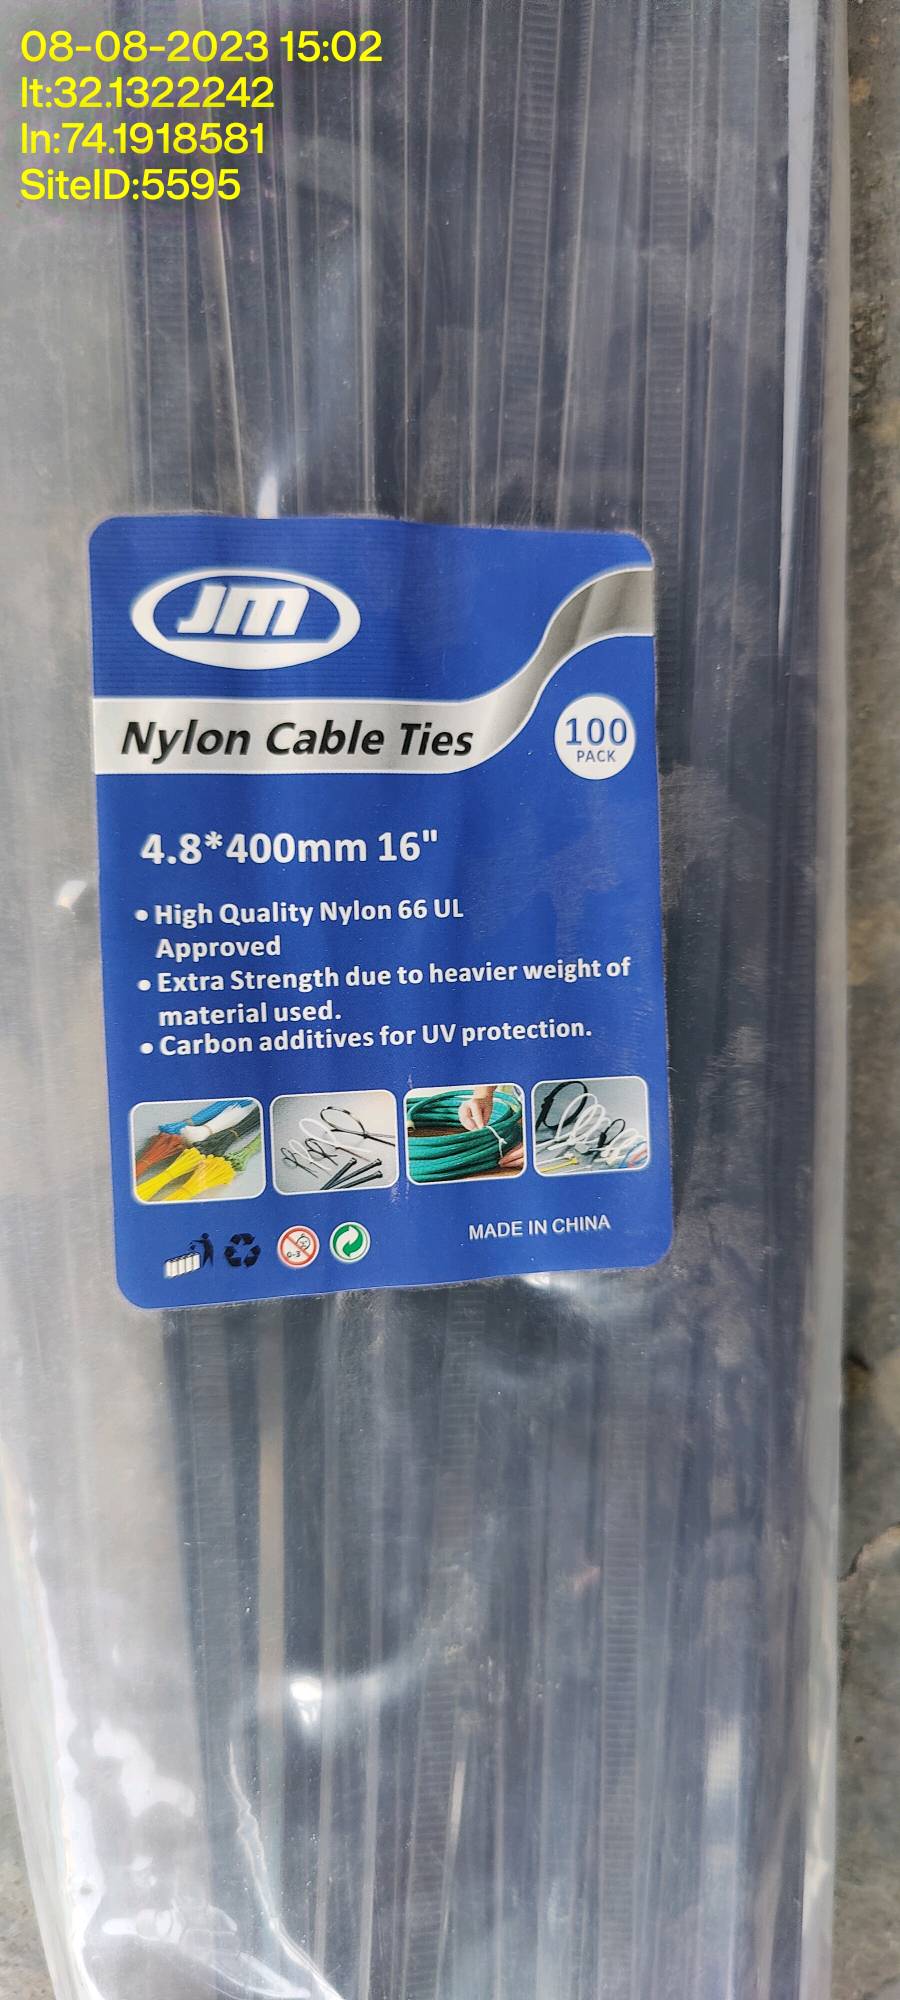 08-08-2023 15:02
lt:32.1322242
ln:74.1918581
SiteID:5595
JM
Nylon Cable Ties
100
PACK
4.8*400mm 16"
• High Quality Nylon 66 UL
Approved
• Extra Strength due to heavier weight of
material used.
• Carbon additives for UV protection.
0-3
MADE IN CHINA